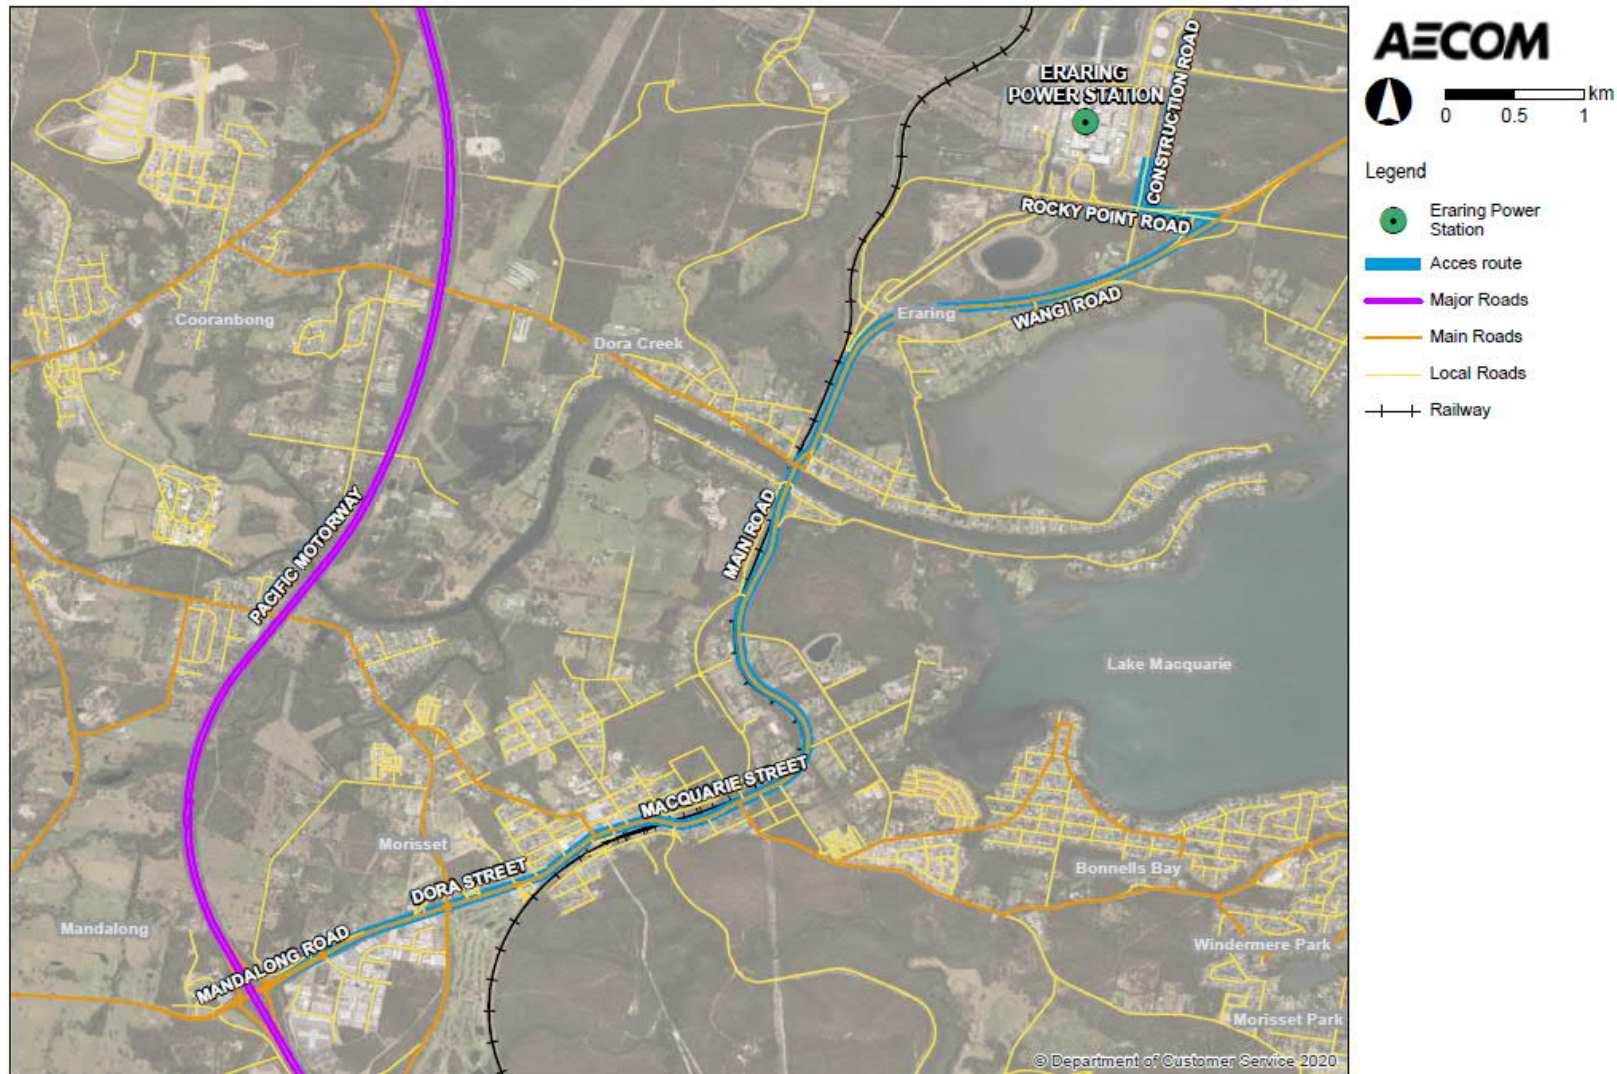 ERARING
POWER STATION
CONSTRUCTION ROAD
ROCKY POINT ROAD
Eraring
WANGI ROAD
Cooranbong
Dora Creek
PACIFIC MOTORWAY
MAIN ROAD
Lake Macquarie
MACQUARIE STREET
Morisset
DORA STREET
Bonnells Bay
Mandalong
MANDALONG ROAD
Windermere Park
Morisset Park
© Department of Customer Service 2020
AECOM
km
0 0.5 1
Legend
Eraring Power
Station
Acces route
Major Roads
Main Roads
Local Roads
Railway